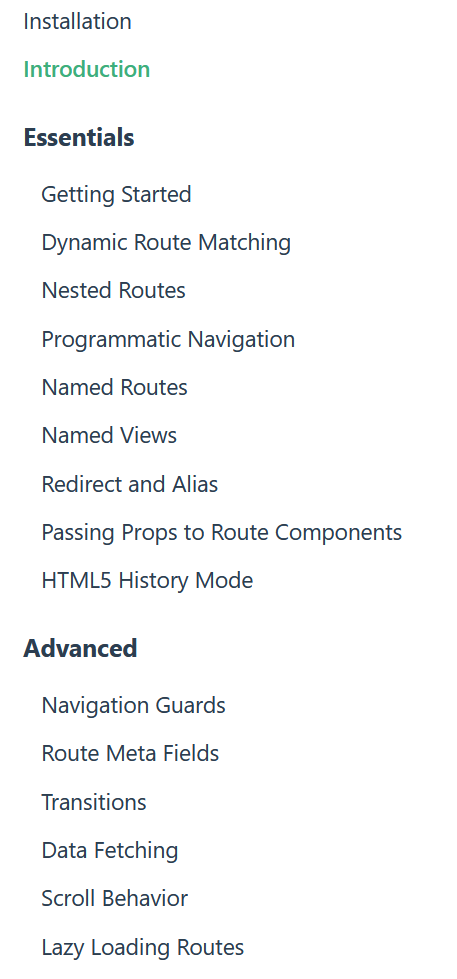 Installation
Introduction
Essentials
Getting Started
Dynamic Route Matching
Nested Routes
Programmatic Navigation
Named Routes
Named Views
Redirect and Alias
Passing Props to Route Components
HTML5 History Mode
Advanced
Navigation Guards
Route Meta Fields
Transitions
Data Fetching
Scroll Behavior
Lazy Loading Routes